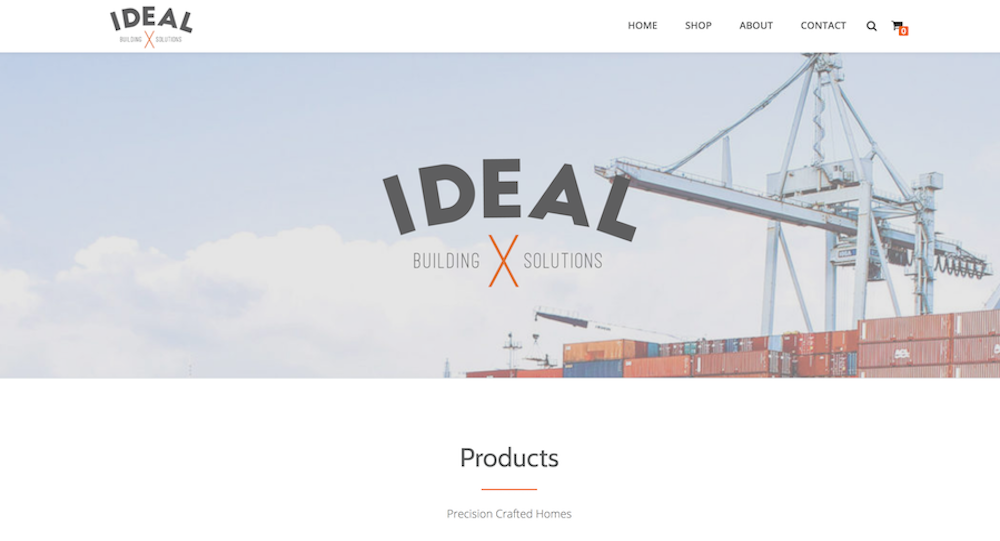 IDEAL
BUILDING X SOLUTIONS
HOME SHOP ABOUT CONTACT
0
IDEAL
BUILDING X SOLUTIONS
Products
Precision Crafted Homes